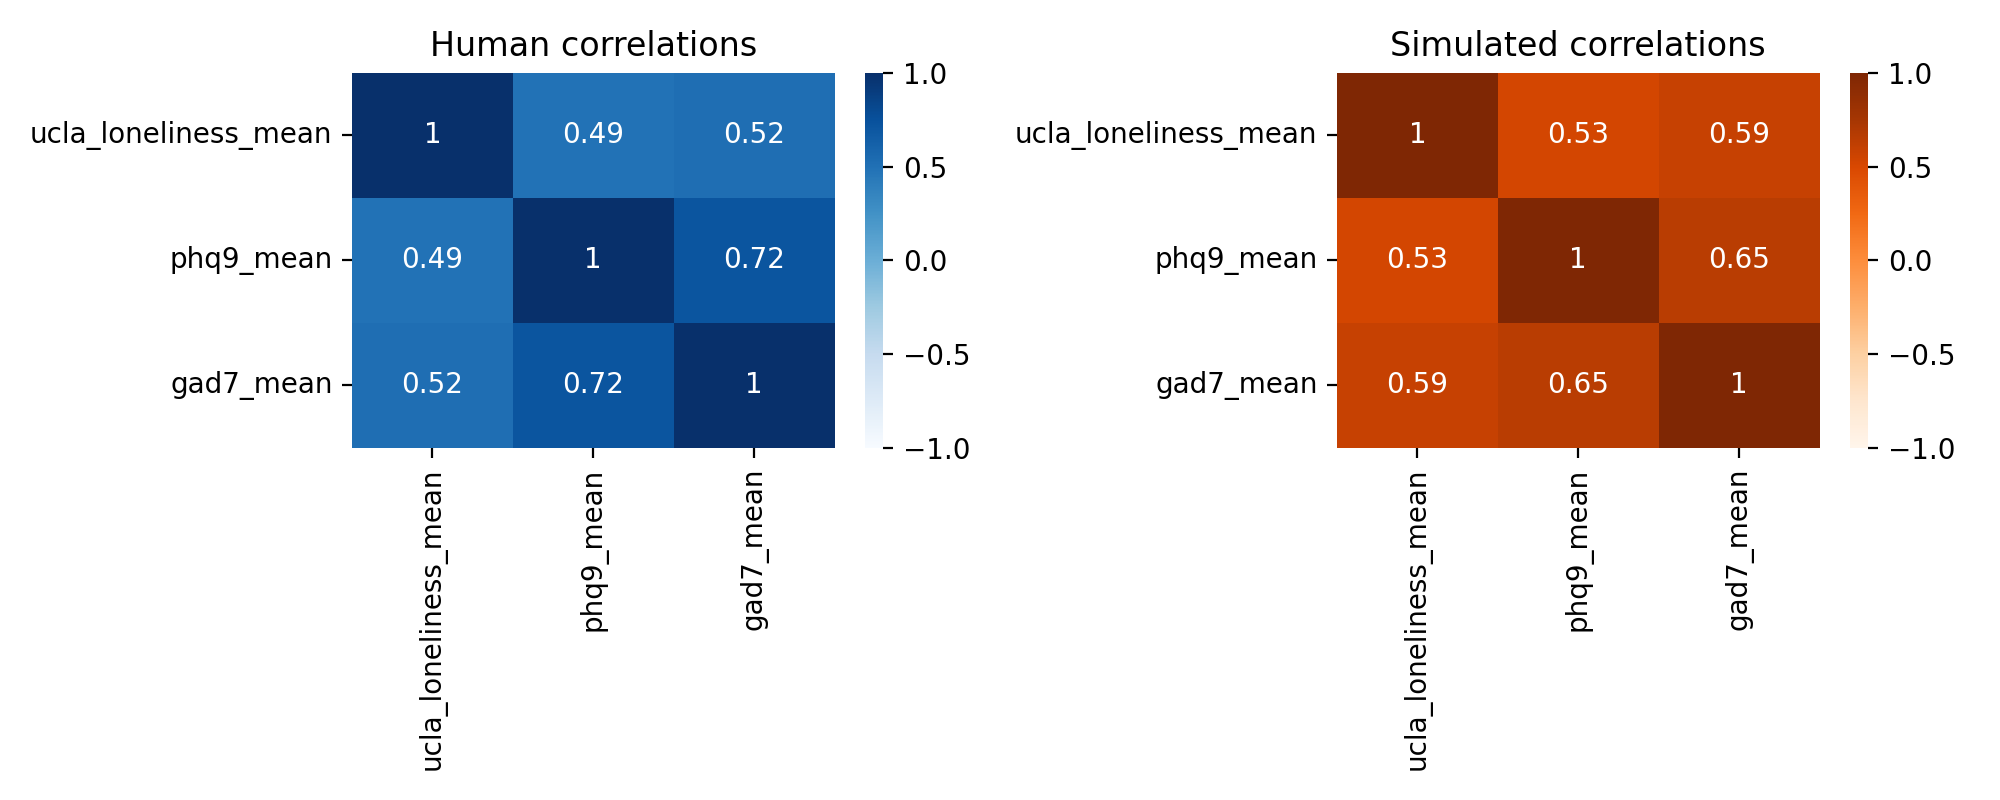 Human correlations
ucla_loneliness_mean 1 0.49 0.52
phq9_mean 0.49 1 0.72
gad7_mean 0.52 0.72 1
ucla_loneliness_mean
phq9_mean
gad7_mean
1.0
0.5
0.0
−0.5
−1.0
Simulated correlations
ucla_loneliness_mean 1 0.53 0.59
phq9_mean 0.53 1 0.65
gad7_mean 0.59 0.65 1
ucla_loneliness_mean
phq9_mean
gad7_mean
1.0
0.5
0.0
−0.5
−1.0